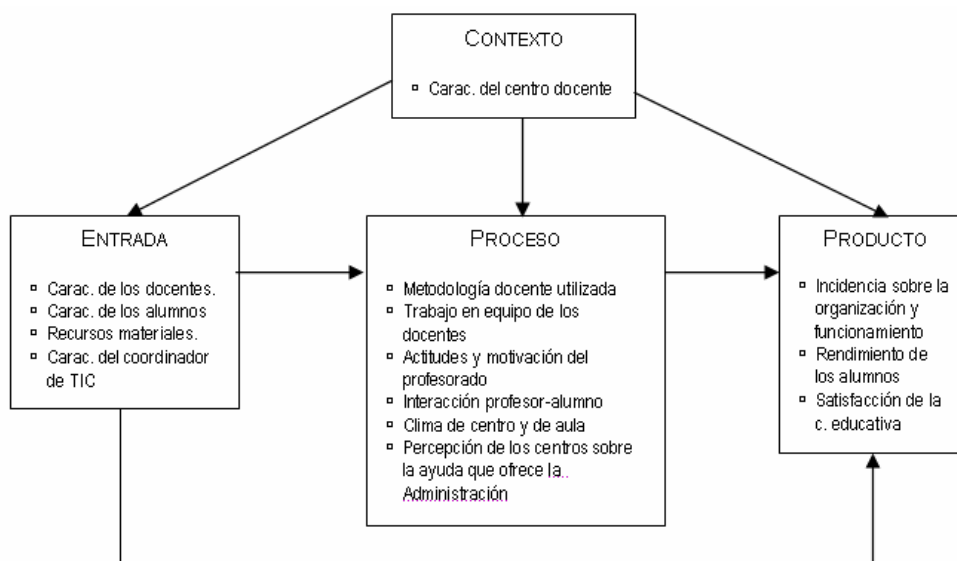 CONTEXTO
▫ Carac. del centro docente
ENTRADA
▫ Carac. de los docentes.
▫ Carac. de los alumnos
▫ Recursos materiales.
▫ Carac. del coordinador
de TIC
PROCESO
▫ Metodología docente utilizada
▫ Trabajo en equipo de los
docentes
▫ Actitudes y motivación del
profesorado
▫ Interacción profesor-alumno
▫ Clima de centro y de aula
▫ Percepción de los centros sobre
la ayuda que ofrece la..
Administración
PRODUCTO
▫ Incidencia sobre la
organización y
funcionamiento
▫ Rendimiento de
los alumnos
▫ Satisfacción de la
c. educativa